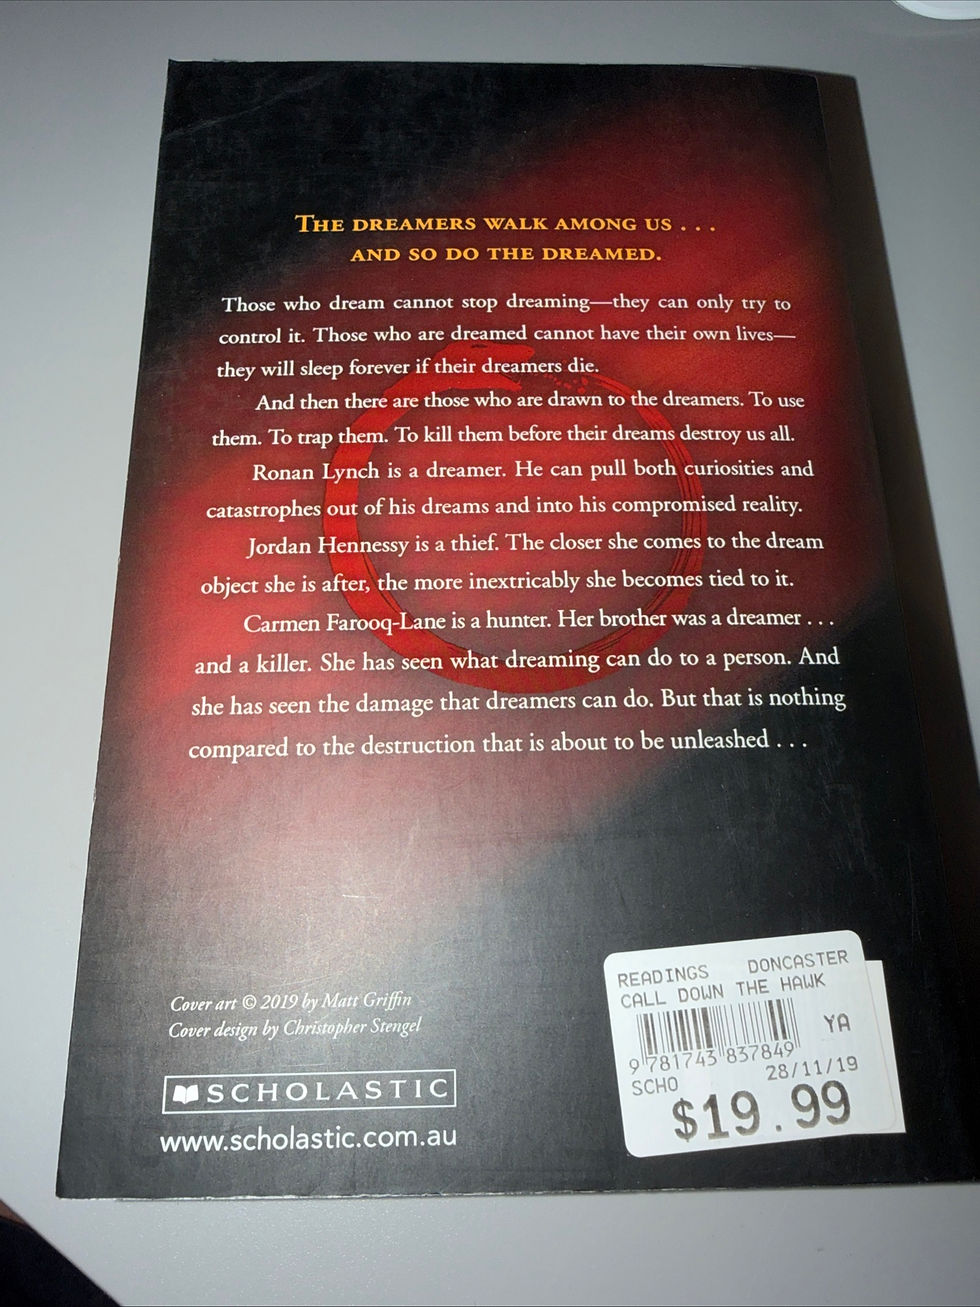 THE DREAMERS WALK AMONG US . . .
AND SO DO THE DREAMED.
Those who dream cannot stop dreaming—they can only try to
control it. Those who are dreamed cannot have their own lives—
they will sleep forever if their dreamers die.
And then there are those who are drawn to the dreamers. To use
them. To trap them. To kill them before their dreams destroy us all.
Ronan Lynch is a dreamer. He can pull both curiosities and
catastrophes out of his dreams and into his compromised reality.
Jordan Hennessy is a thief. The closer she comes to the dream
object she is after, the more inextricably she becomes tied to it.
Carmen Farooq-Lane is a hunter. Her brother was a dreamer . . .
and a killer. She has seen what dreaming can do to a person. And
she has seen the damage that dreamers can do. But that is nothing
compared to the destruction that is about to be unleashed . . .
Cover art © 2019 by Matt Griffin
Cover design by Christopher Stengel
SCHOLASTIC
www.scholastic.com.au
READINGS DONCASTER
CALL DOWN THE HAWK
YA
9 781743 837849
SCHO 28/11/19
$19.99